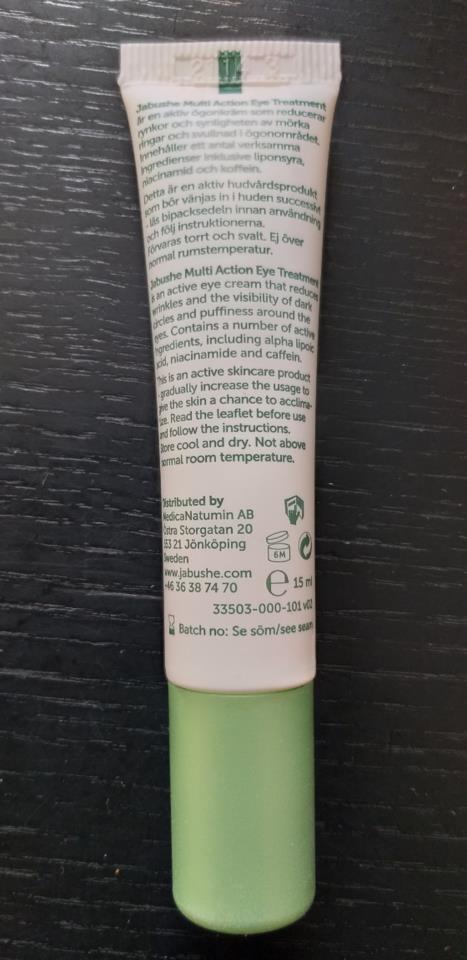 Jabushe Multi Action Eye Treatment
är en aktiv ögonkräm som reducerar
rynkor och synligheten av mörka
ringar och svullnad i ögonområdet.
Innehåller ett antal verksamma
ingredienser inklusive liponsyra,
niacinamid och koffein.
Detta är en aktiv hudvårdsprodukt
som bör vänjas in i huden successivt
- läs bipacksedeln innan användning
och följ instruktionerna.
Förvaras torrt och svalt. Ej över
normal rumstemperatur.
Jabushe Multi Action Eye Treatment
is an active eye cream that reduces
wrinkles and the visibility of dark
circles and puffiness around the
eyes. Contains a number of active
ingredients, including alpha lipoic
acid, niacinamide and caffein.
This is an active skincare product
- gradually increase the usage to
give the skin a chance to acclima-
ize. Read the leaflet before use
and follow the instructions.
Store cool and dry. Not above
normal room temperature.
Distributed by
MedicaNatumin AB
Östra Storgatan 20
553 21 Jönköping
Sweden
www.jabushe.com
+46 36 38 74 70
6M
e 15 ml
33503-000-101 v02
Batch no: Se söm/see seam